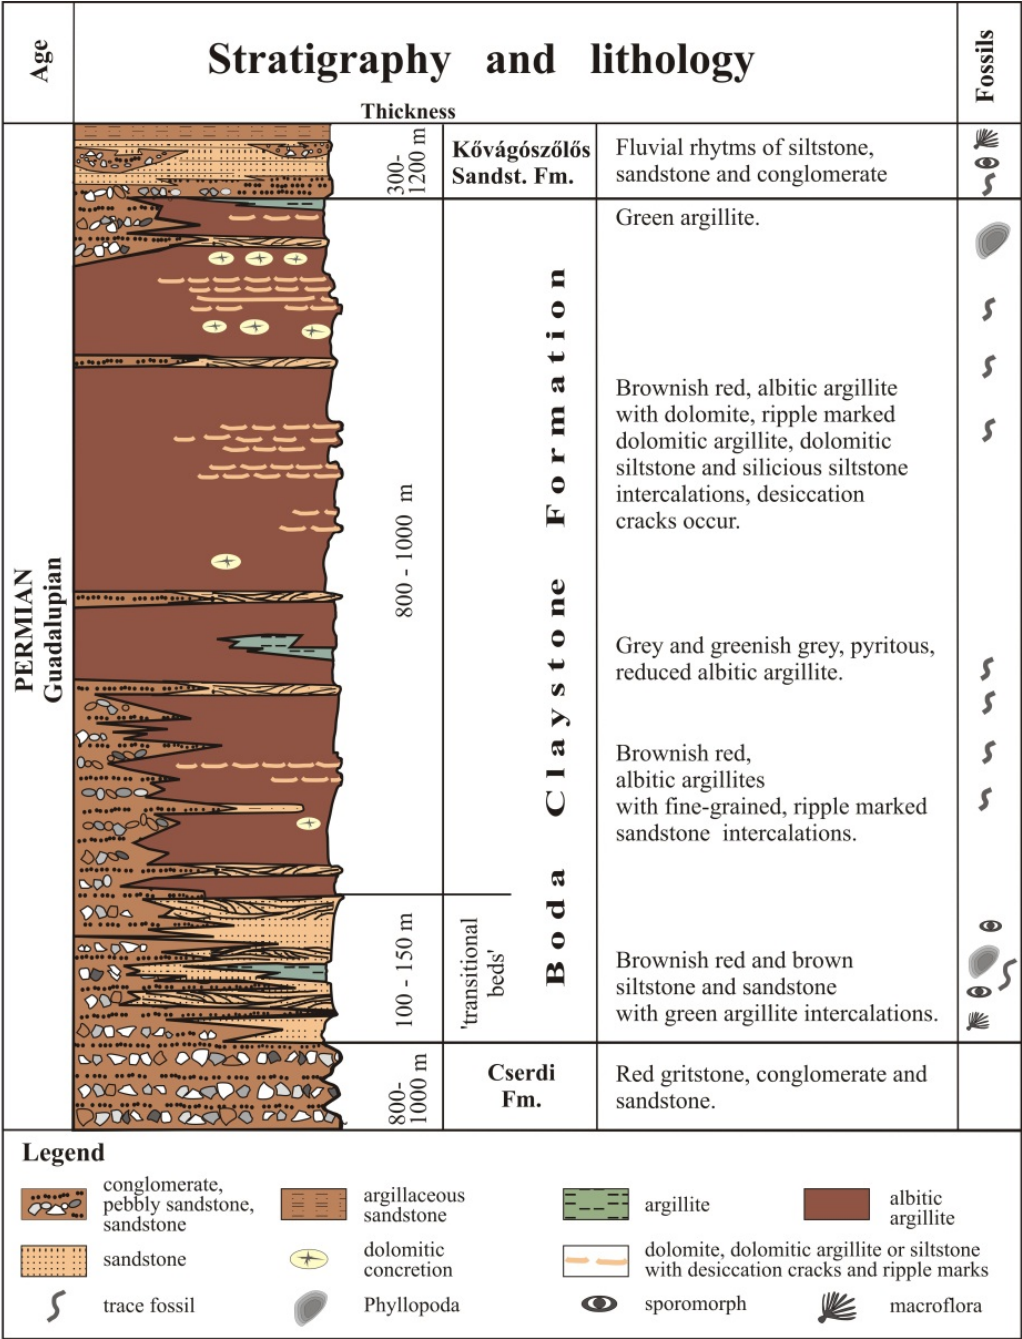 Age
Stratigraphy and lithology
Thickness
Fossils
PERMIAN
Guadalupian
300-
1200 m
Kővágószőlős
Sandst. Fm.
Fluvial rhytms of siltstone,
sandstone and conglomerate
800 - 1000 m
Boda Claystone Formation
Green argillite.
Brownish red, albitic argillite
with dolomite, ripple marked
dolomitic argillite, dolomitic
siltstone and silicious siltstone
intercalations, desiccation
cracks occur.
Grey and greenish grey, pyritous,
reduced albitic argillite.
Brownish red,
albitic argillites
with fine-grained, ripple marked
sandstone intercalations.
100 - 150 m
'transitional
beds'
Brownish red and brown
siltstone and sandstone
with green argillite intercalations.
800-
1000 m
Cserdi
Fm.
Red gritstone, conglomerate and
sandstone.
Legend
conglomerate,
pebbly sandstone,
sandstone
argillaceous
sandstone
argillite
albitic
argillite
sandstone
dolomitic
concretion
dolomite, dolomitic argillite or siltstone
with desiccation cracks and ripple marks
trace fossil
Phyllopoda
sporomorph
macroflora